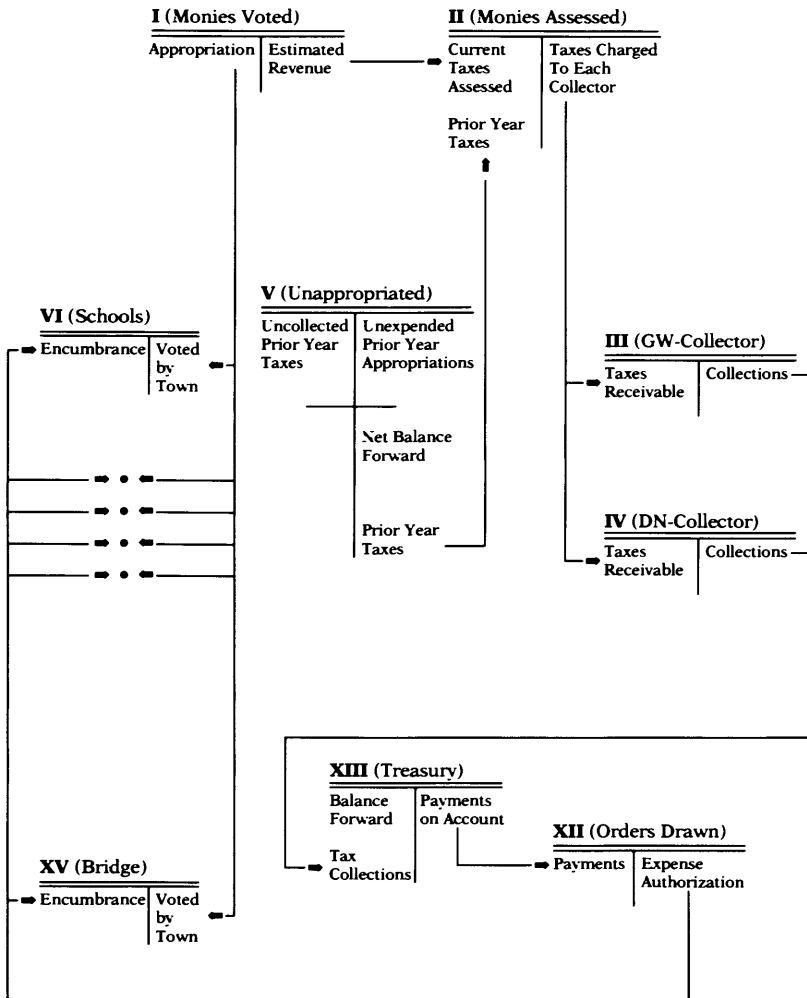 I (Monies Voted)
Appropriation
Estimated
Revenue
II (Monies Assessed)
Current
Taxes
Assessed
Prior Year
Taxes
Taxes Charged
To Each
Collector
V (Unappropriated)
Uncollected
Prior Year
Taxes
Unexpended
Prior Year
Appropriations
Net Balance
Forward
Prior Year
Taxes
VI (Schools)
Encumbrance
Voted
by
Town
III (GW-Collector)
Taxes
Receivable
Collections
IV (DN-Collector)
Taxes
Receivable
Collections
XIII (Treasury)
Balance
Forward
Tax
Collections
Payments
on Account
XII (Orders Drawn)
Payments
Expense
Authorization
XV (Bridge)
Encumbrance
Voted
by
Town